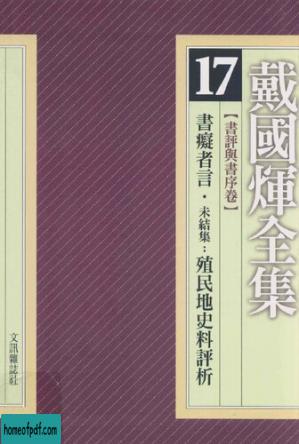 戴國煇全集
17
【書評與書序卷】
書癡者言・未結集：殖民地史料評析
文訊雜誌社
homeofpdf.com